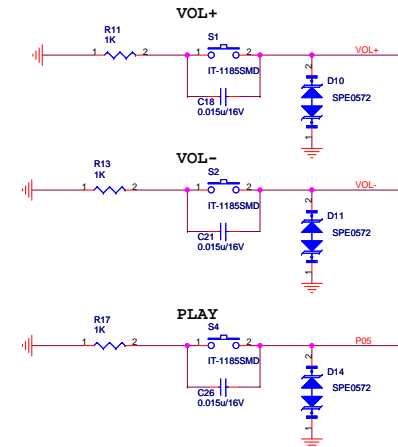 VOL+
R11
1K
1
2
S1
1
2
IT-1185SMD
VOL+
C18
0.015u/16V
2
D10
SPE0572
1
VOL-
R13
1K
1
2
S2
1
2
IT-1185SMD
VOL-
C21
0.015u/16V
2
D11
SPE0572
1
PLAY
R17
1K
1
2
S4
1
2
IT-1185SMD
P05
C26
0.015u/16V
2
D14
SPE0572
1